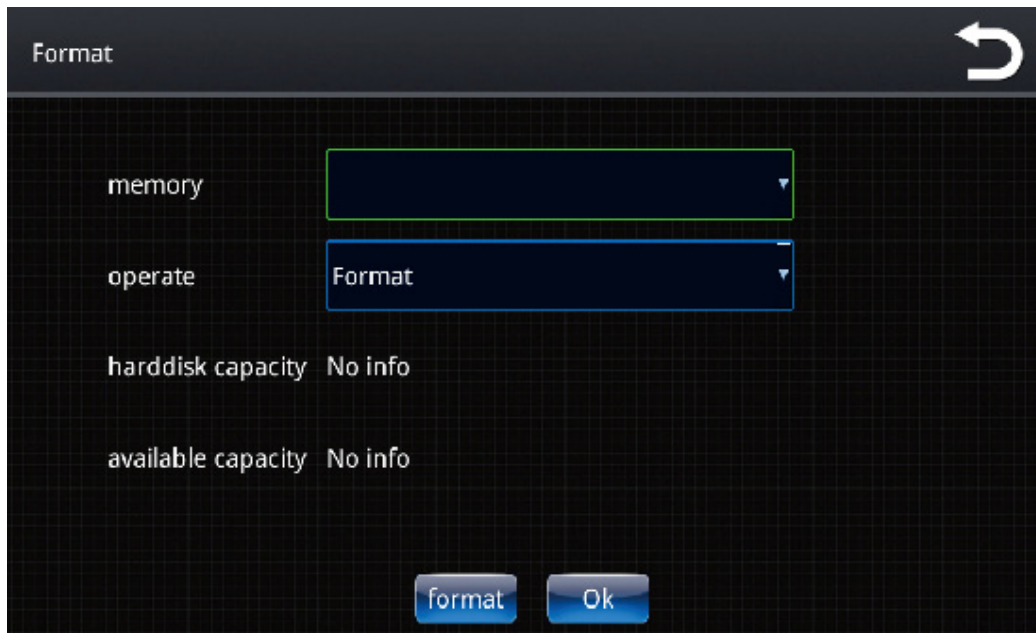 Format
memory
operate Format
harddisk capacity No info
available capacity No info
format Ok